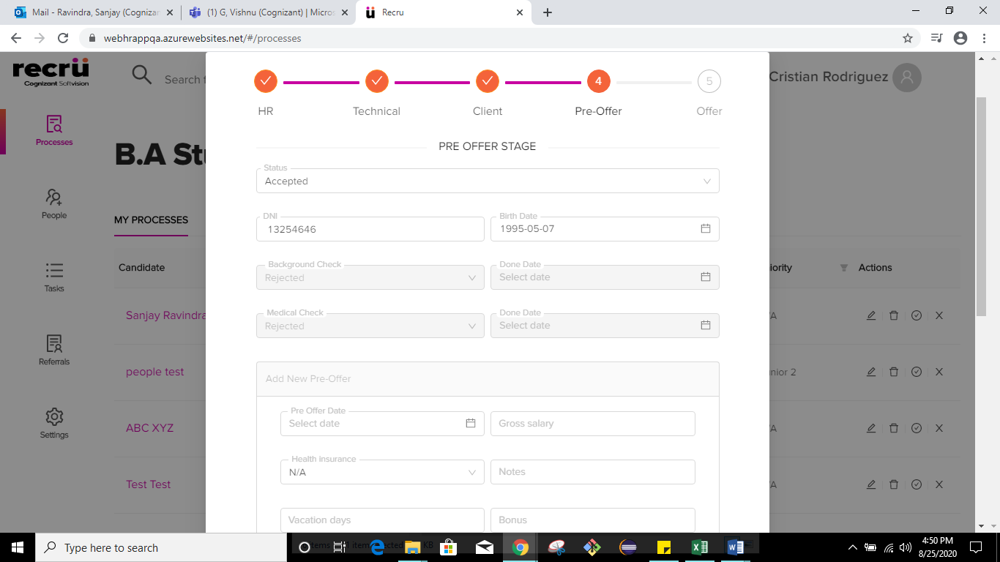 Mail - Ravindra, Sanjay (Cognizan
(1) G, Vishnu (Cognizant) | Micros
Recru
webhrappqa.azurewebsites.net/#/processes
recrü
Cognizant Softvision
Search f
Cristian Rodriguez
HR
Technical
Client
4
Pre-Offer
5
Offer
Processes
People
Tasks
Referrals
Settings
B.A Stu
MY PROCESSES
PRE OFFER STAGE
Status
Accepted
DNI
13254646
Birth Date
1995-05-07
Candidate
iority
Actions
Background Check
Rejected
Done Date
Select date
Sanjay Ravindra
/A
Medical Check
Rejected
Done Date
Select date
people test
unior 2
Add New Pre-Offer
ABC XYZ
/A
Pre Offer Date
Select date
Gross salary
Health insurance
N/A
Notes
Test Test
/A
Vacation days
Bonus
Type here to search
4:50 PM
8/25/2020